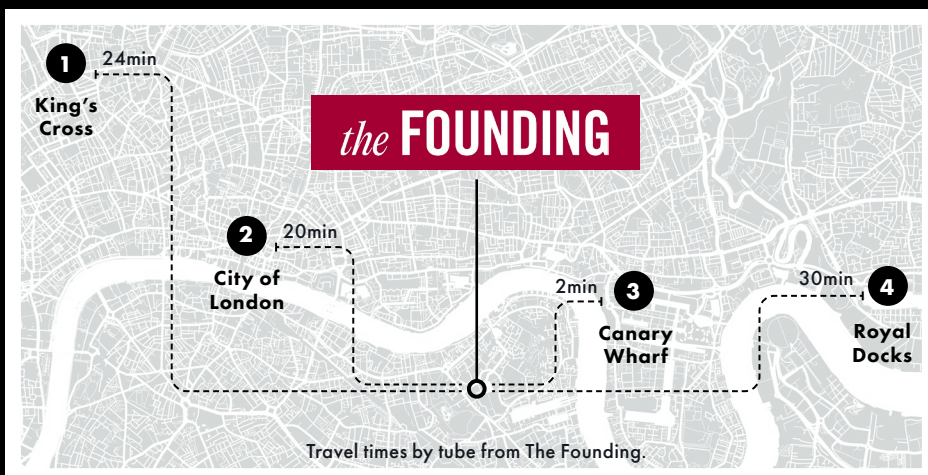 1
24min
King's
Cross
the FOUNDING
2
20min
City of
London
2min
3
Canary
Wharf
30min
4
Royal
Docks
Travel times by tube from The Founding.